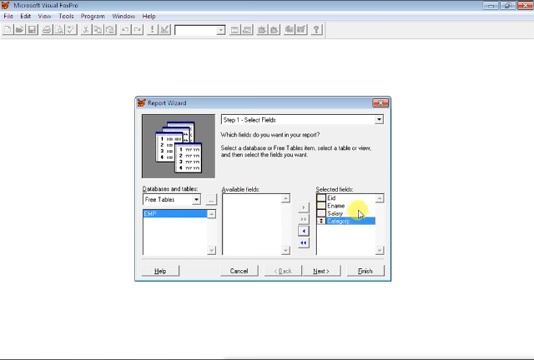 Microsoft Visual FoxPro
File Edit View Tools Program Window Help
Report Wizard
Step 1 - Select Fields
Which fields do you want in your report?
Select a database or Free Tables item, select a table or view,
and then select the fields you want.
Databases and tables:
Available fields:
Selected fields:
Free Tables
...
EMP
Eid
Ename
Salary
Category
Help
Cancel
< Back
Next >
Finish